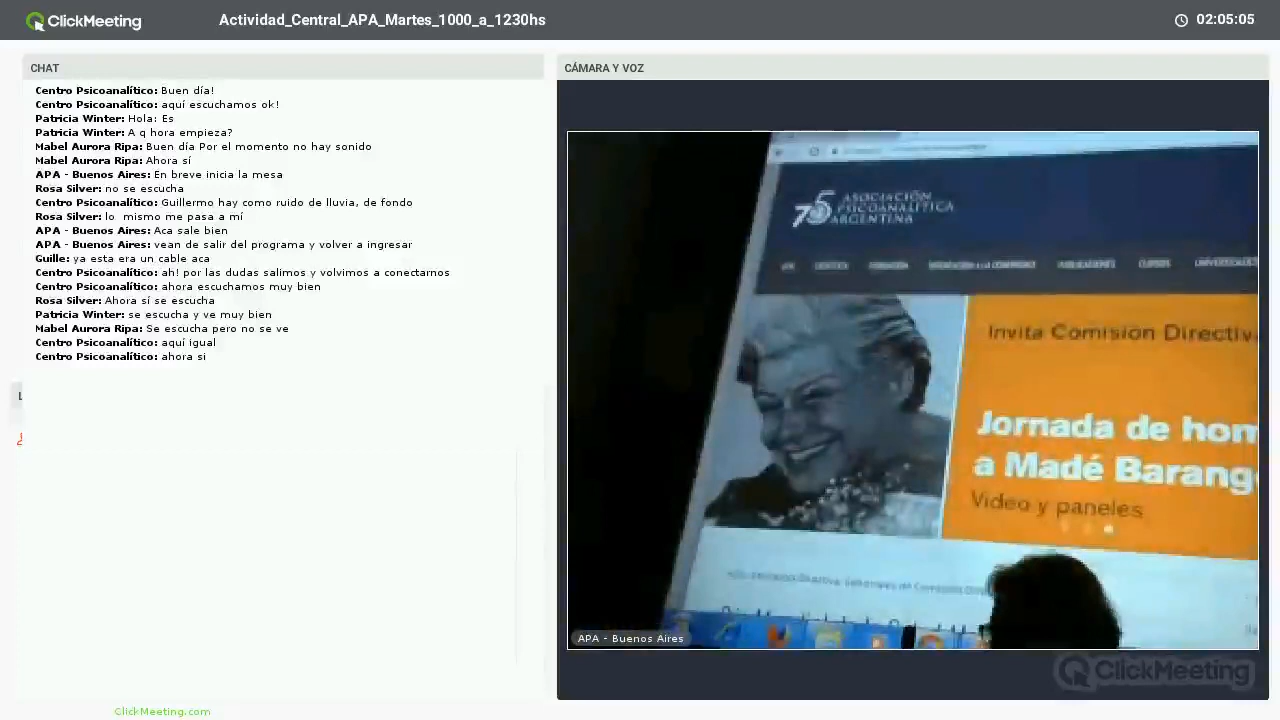 ClickMeeting
Actividad_Central_APA_Martes_1000_a_1230hs
02:05:05
CHAT
Centro Psicoanalítico: Buen día!
Centro Psicoanalítico: aquí escuchamos ok!
Patricia Winter: Hola: Es
Patricia Winter: A q hora empieza?
Mabel Aurora Ripa: Buen día Por el momento no hay sonido
Mabel Aurora Ripa: Ahora sí
APA - Buenos Aires: En breve inicia la mesa
Rosa Silver: no se escucha
Centro Psicoanalítico: Guillermo hay como ruido de lluvia, de fondo
Rosa Silver: lo mismo me pasa a mí
APA - Buenos Aires: Aca sale bien
APA - Buenos Aires: vean de salir del programa y volver a ingresar
Guille: ya esta era un cable aca
Centro Psicoanalítico: ah! por las dudas salimos y volvimos a conectarnos
Centro Psicoanalítico: ahora escuchamos muy bien
Rosa Silver: Ahora sí se escucha
Patricia Winter: se escucha y ve muy bien
Mabel Aurora Ripa: Se escucha pero no se ve
Centro Psicoanalítico: aquí igual
Centro Psicoanalítico: ahora si
ClickMeeting.com
CÁMARA Y VOZ
75 ASOCIACIÓN
PSICOANALÍTICA
ARGENTINA
CURSOS
Invita Comisión Directiv
Jornada de hom
a Madé Barang
Video y paneles
APA - Buenos Aires
ClickMeeting